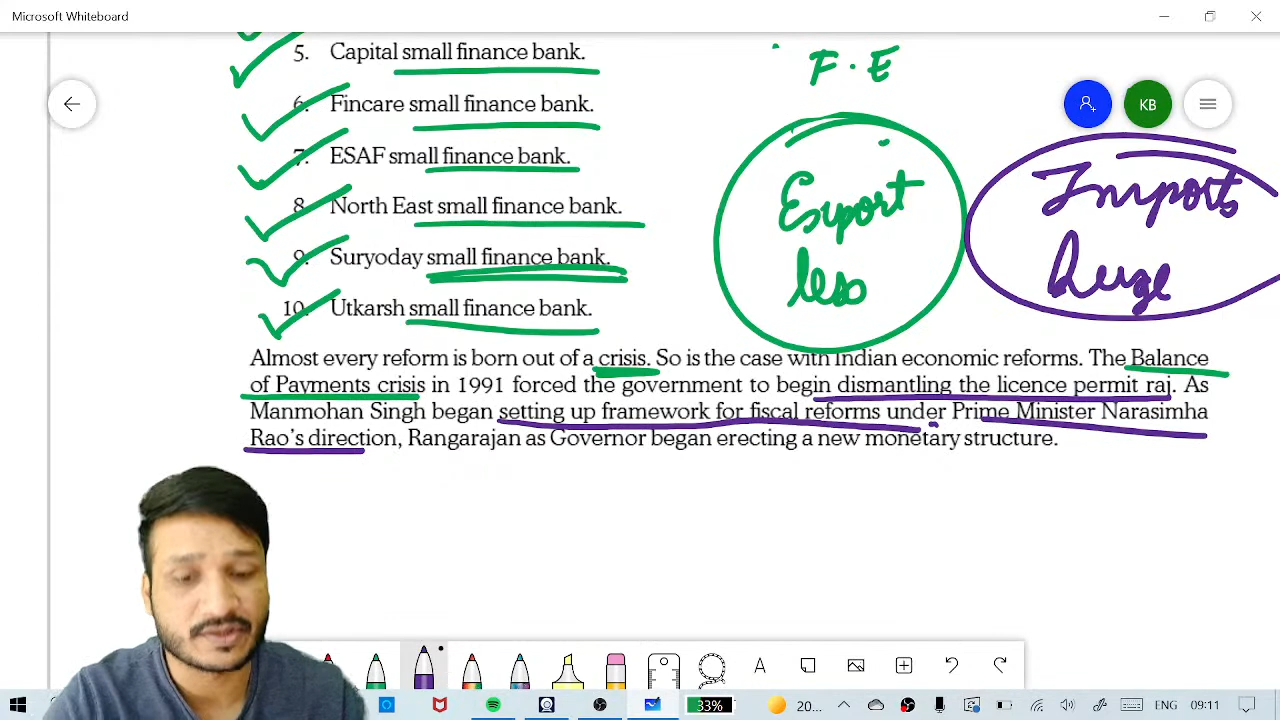 Microsoft Whiteboard
5. Capital small finance bank.
6. Fincare small finance bank.
7. ESAF small finance bank.
8. North East small finance bank.
9. Suryoday small finance bank.
10. Utkarsh small finance bank.
F.E
Export
less
Imports
huge
KB
Almost every reform is born out of a crisis. So is the case with Indian economic reforms. The Balance
of Payments crisis in 1991 forced the government to begin dismantling the licence permit raj. As
Manmohan Singh began setting up framework for fiscal reforms under Prime Minister Narasimha
Rao's direction, Rangarajan as Governor began erecting a new monetary structure.
A
33%
20...
ENG
09:11